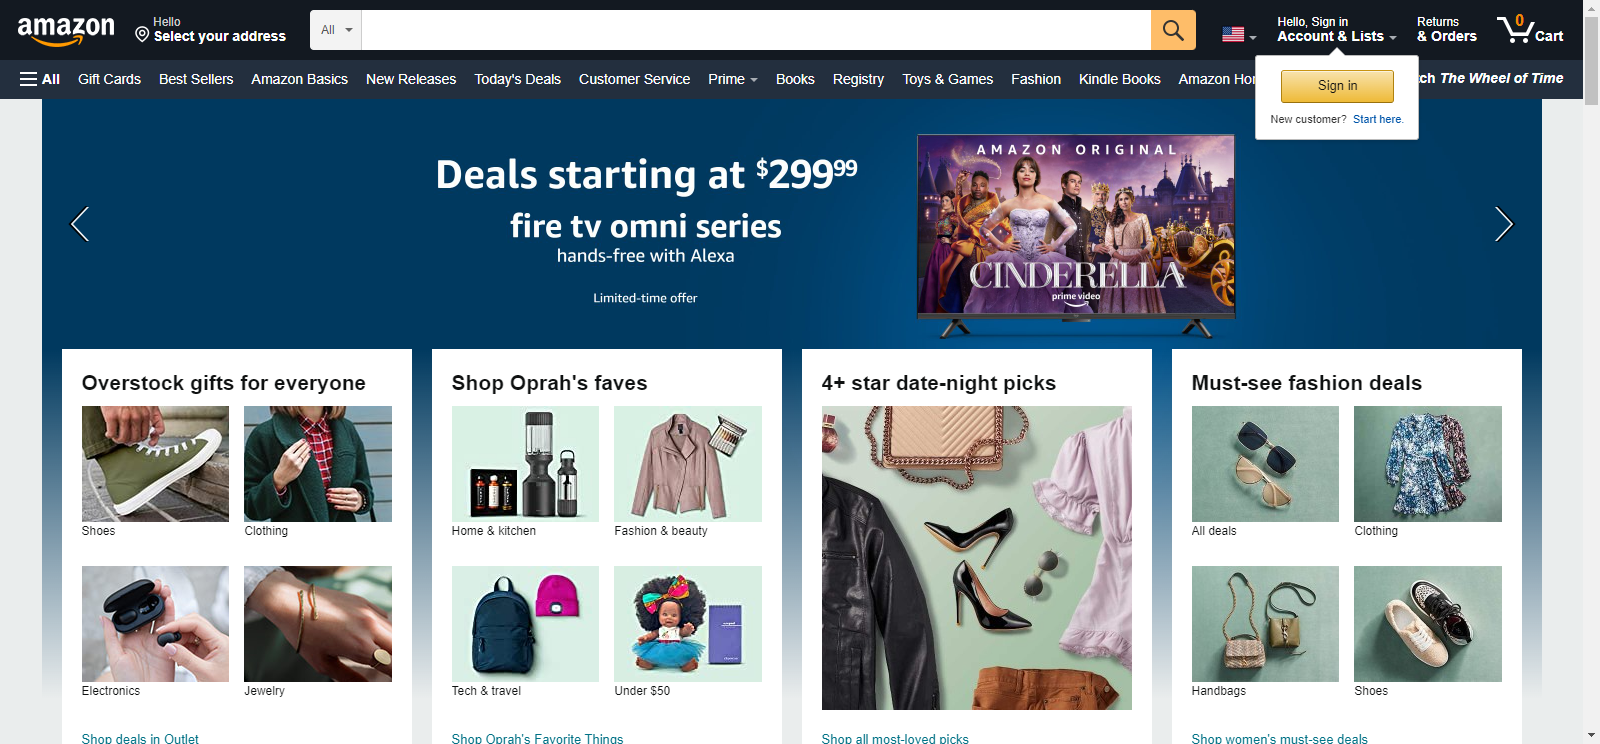 amazon
Hello
Select your address
All
Hello, Sign in
Account & Lists
Returns
& Orders
0
Cart
All
Gift Cards
Best Sellers
Amazon Basics
New Releases
Today's Deals
Customer Service
Prime
Books
Registry
Toys & Games
Fashion
Kindle Books
Amazon Ho
tch The Wheel of Time
Sign in
New customer? Start here.
Deals starting at $29999
fire tv omni series
hands-free with Alexa
Limited-time offer
AMAZON ORIGINAL
CINDERELLA
prime video
Overstock gifts for everyone
Shoes
Clothing
Electronics
Jewelry
Shop deals in Outlet
Shop Oprah's faves
Home & kitchen
Fashion & beauty
Tech & travel
Under $50
Shop Oprah's Favorite Things
4+ star date-night picks
Shop all most-loved picks
Must-see fashion deals
All deals
Clothing
Handbags
Shoes
Shop women's must-see deals